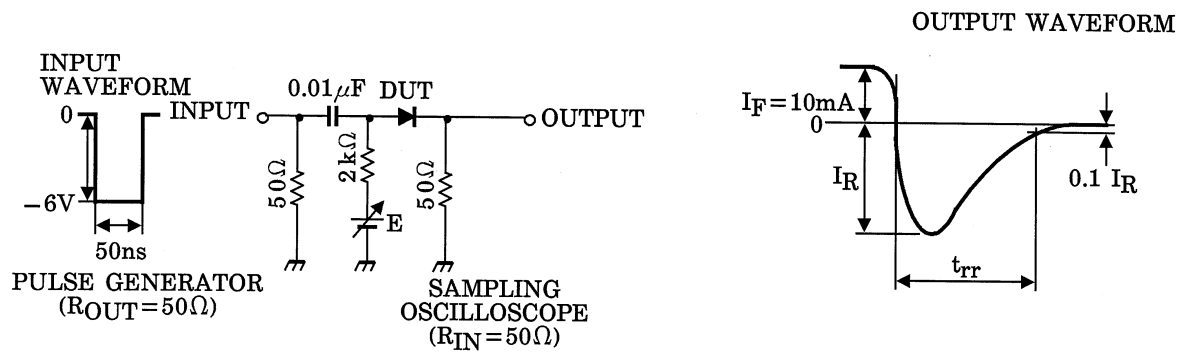 OUTPUT WAVEFORM
INPUT
WAVEFORM
0
−6V
50ns
PULSE GENERATOR
(ROUT=50Ω)
INPUT
0.01μF
DUT
OUTPUT
50Ω
2kΩ
E
50Ω
SAMPLING
OSCILLOSCOPE
(RIN=50Ω)
IF=10mA
0
IR
0.1 IR
trr